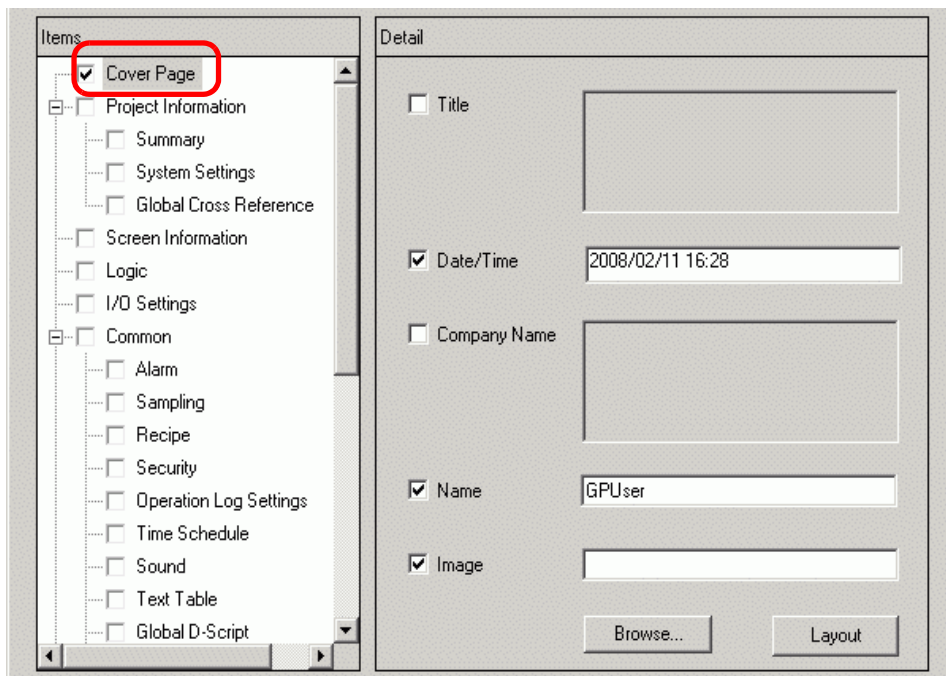 Items
Cover Page
Project Information
Summary
System Settings
Global Cross Reference
Screen Information
Logic
I/O Settings
Common
Alarm
Sampling
Recipe
Security
Operation Log Settings
Time Schedule
Sound
Text Table
Global D-Script
Detail
Title
Date/Time
2008/02/11 16:28
Company Name
Name
GPUser
Image
Browse...
Layout